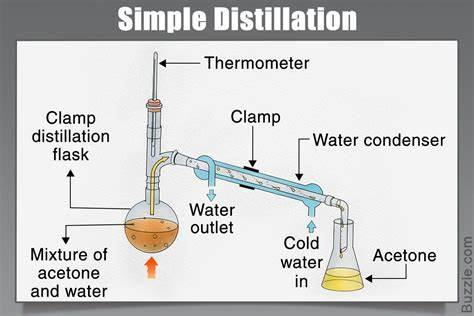 Simple Distillation
Thermometer
Clamp
distillation
flask
Clamp
Water condenser
Water
outlet
Mixture of
acetone
and water
Cold
water
in
Acetone
Buzzle.com